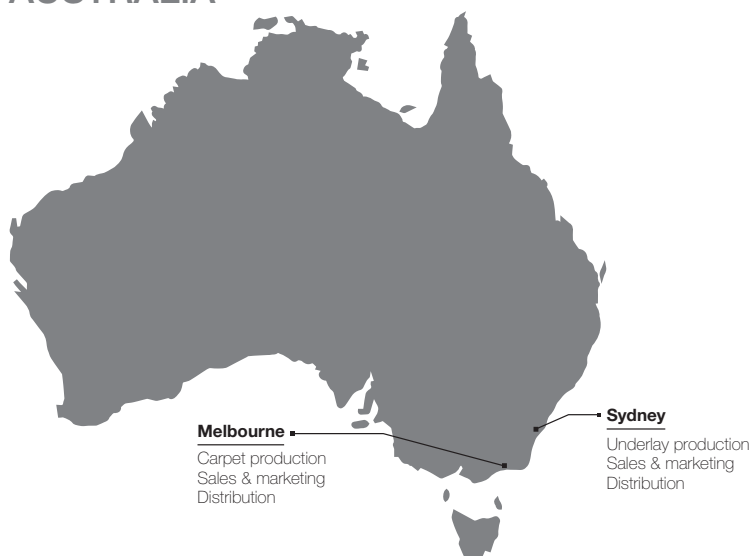 AUSTRALIA
Melbourne
Carpet production
Sales & marketing
Distribution
Sydney
Underlay production
Sales & marketing
Distribution